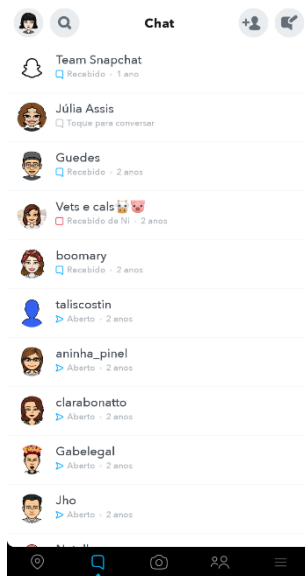 Chat
Team Snapchat
Recebido · 1 ano
Júlia Assis
Toque para conversar
Guedes
Recebido · 2 anos
Vets e cals🐮🐷
Recebido de Ni · 2 anos
boomary
Recebido · 2 anos
taliscostin
Aberto · 2 anos
aninha_pinel
Aberto · 2 anos
clarabonatto
Aberto · 2 anos
Gabelegal
Aberto · 2 anos
Jho
Aberto · 2 anos